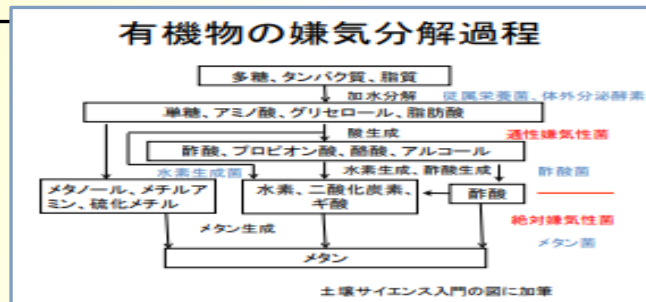 有機物の嫌気分解過程
多糖、タンパク質、脂質
加水分解 従属栄養菌、体外分泌酵素
単糖、アミノ酸、グリセロール、脂肪酸
酸生成
通性嫌気性菌
酢酸、プロピオン酸、酪酸、アルコール
水素生成菌
水素生成、酢酸生成
酢酸菌
メタノール、メチルアミン、硫化メチル
水素、二酸化炭素、ギ酸
酢酸
絶対嫌気性菌
メタン生成
メタン菌
メタン
土壌サイエンス入門の図に加筆